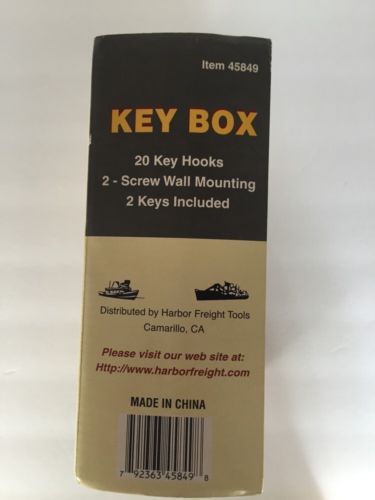 Item 45849
KEY BOX
20 Key Hooks
2 - Screw Wall Mounting
2 Keys Included
Distributed by Harbor Freight Tools
Camarillo, CA
Please visit our web site at:
Http://www.harborfreight.com
MADE IN CHINA
7 92363 45849 8